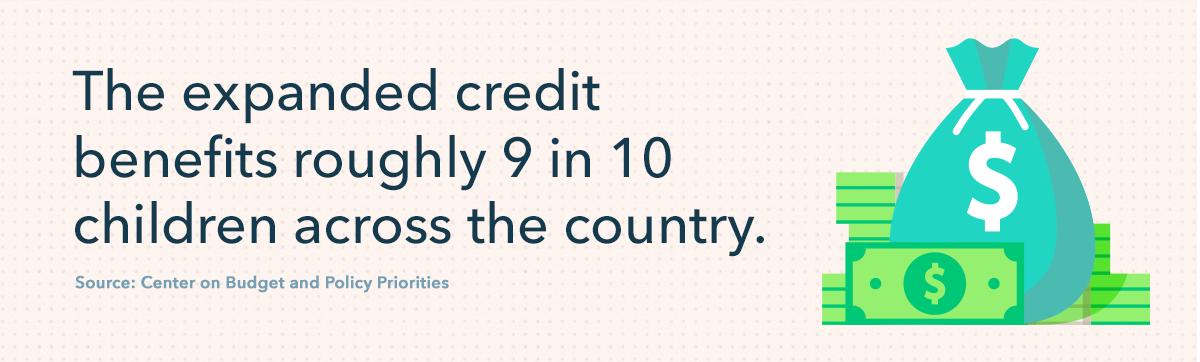 The expanded credit
benefits roughly 9 in 10
children across the country.
Source: Center on Budget and Policy Priorities
$
$